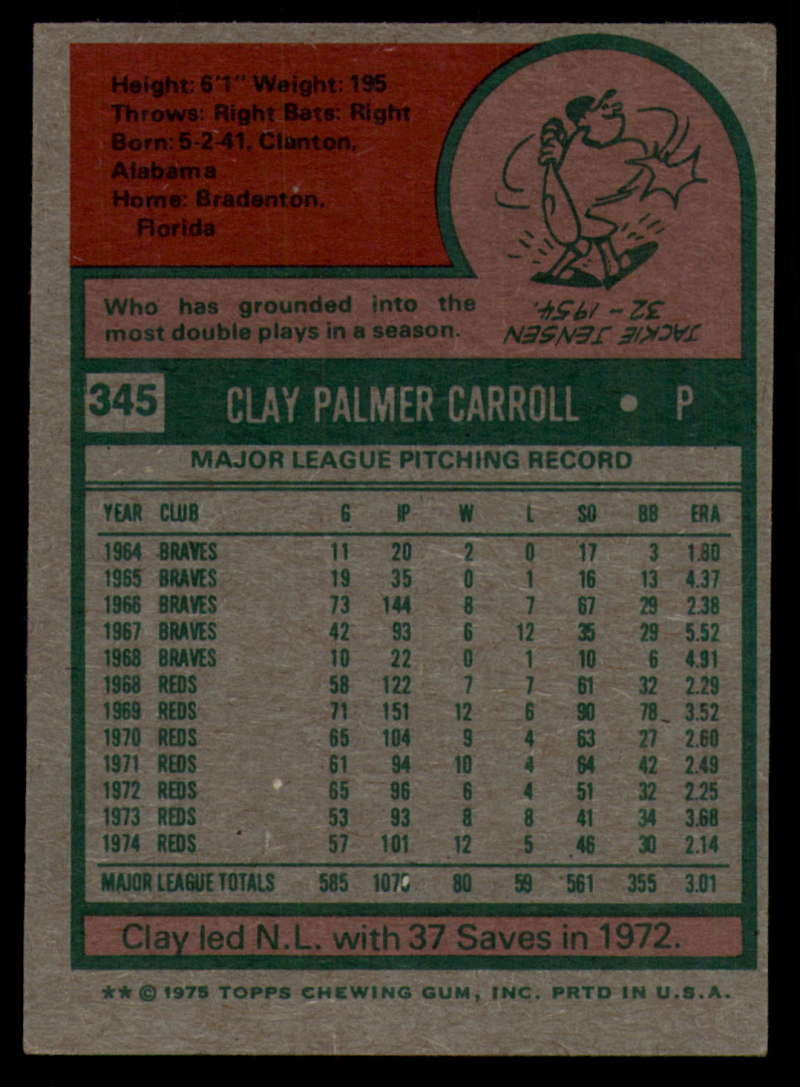 Height: 6'1" Weight: 195
Throws: Right Bats: Right
Born: 5-2-41, Clanton,
Alabama
Home: Bradenton,
Florida
Who has grounded into the
most double plays in a season.
JACKIE JENSEN
32 - 1954.
345 CLAY PALMER CARROLL • P
MAJOR LEAGUE PITCHING RECORD
YEAR CLUB G IP W L SO BB ERA
1964 BRAVES 11 20 2 0 17 3 1.80
1965 BRAVES 19 35 0 1 16 13 4.37
1966 BRAVES 73 144 8 7 67 29 2.38
1967 BRAVES 42 93 6 12 35 29 5.52
1968 BRAVES 10 22 0 1 10 6 4.91
1968 REDS 58 122 7 7 61 32 2.29
1969 REDS 71 151 12 6 90 78 3.52
1970 REDS 65 104 9 4 63 27 2.60
1971 REDS 61 94 10 4 64 42 2.49
1972 REDS 65 96 6 4 51 32 2.25
1973 REDS 53 93 8 8 41 34 3.68
1974 REDS 57 101 12 5 46 30 2.14
MAJOR LEAGUE TOTALS 585 1076 80 59 561 355 3.01
Clay led N.L. with 37 Saves in 1972.
** © 1975 TOPPS CHEWING GUM, INC. PRTD IN U.S.A.